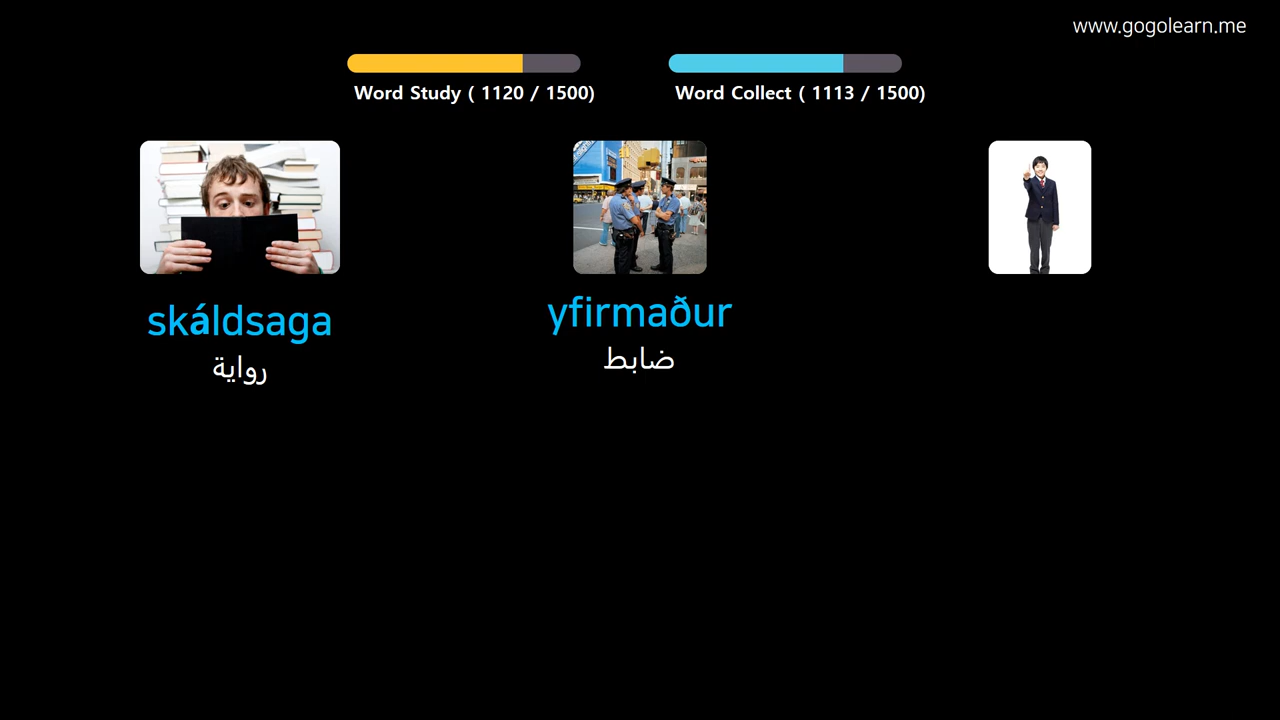 www.gogolearn.me
Word Study ( 1120 / 1500)
Word Collect ( 1113 / 1500)
skáldsaga
رواية
yfirmaður
ضابط